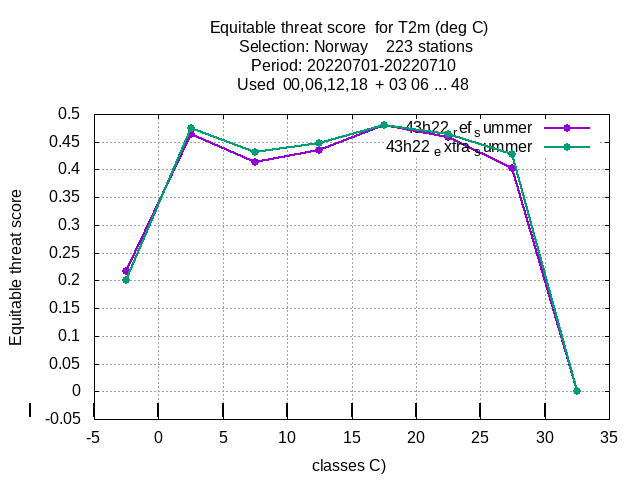 Equitable threat score for T2m (deg C)
Selection: Norway 223 stations
Period: 20220701-20220710
Used 00,06,12,18 + 03 06 ... 48
43h22 ref summer
43h22 extra summer
Equitable threat score
0.5
0.45
0.4
0.35
0.3
0.25
0.2
0.15
0.1
0.05
0
-0.05
-5 0 5 10 15 20 25 30 35
classes C)